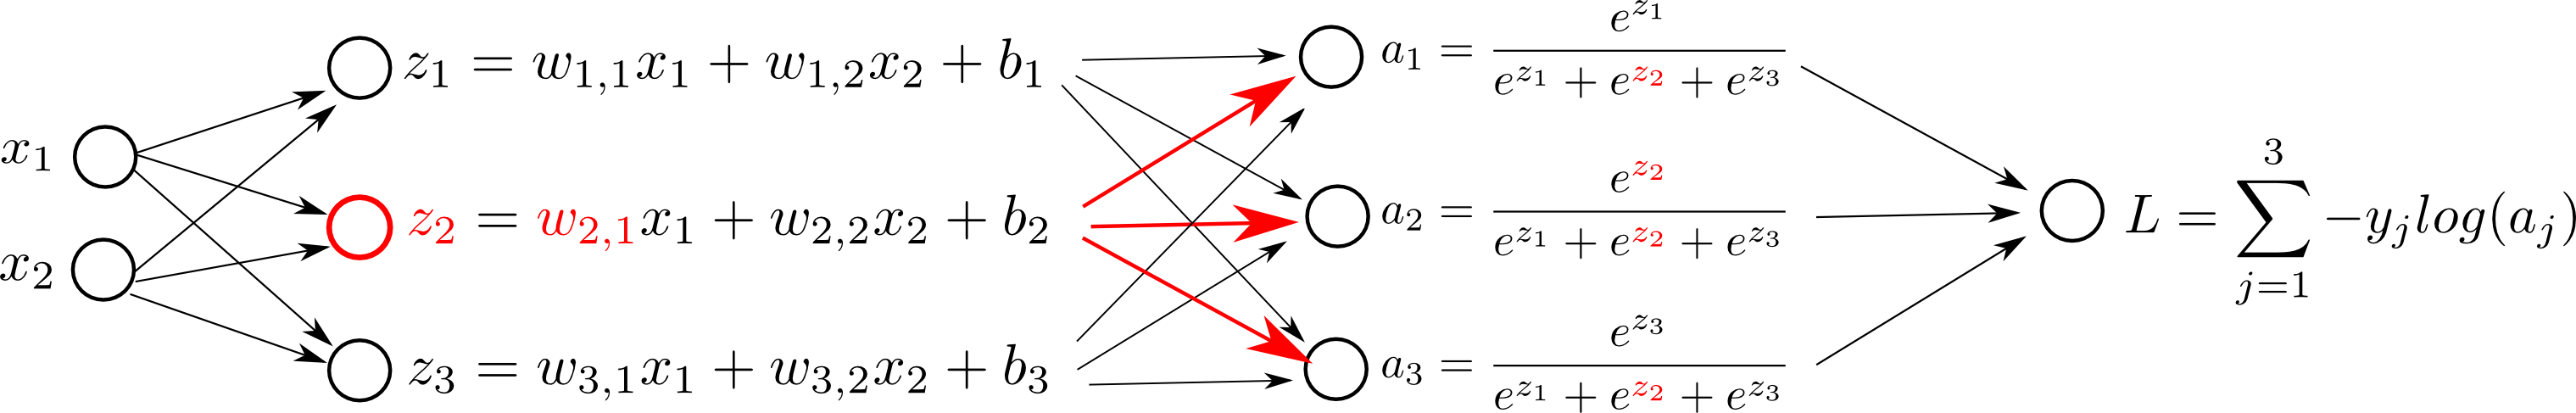 x_1
x_2
z_1 = w_{1,1}x_1 + w_{1,2}x_2 + b_1
z_2 = w_{2,1}x_1 + w_{2,2}x_2 + b_2
z_3 = w_{3,1}x_1 + w_{3,2}x_2 + b_3
a_1 = \frac{e^{z_1}}{e^{z_1} + e^{z_2} + e^{z_3}}
a_2 = \frac{e^{z_2}}{e^{z_1} + e^{z_2} + e^{z_3}}
a_3 = \frac{e^{z_3}}{e^{z_1} + e^{z_2} + e^{z_3}}
L = \sum_{j=1}^{3} -y_j log(a_j)